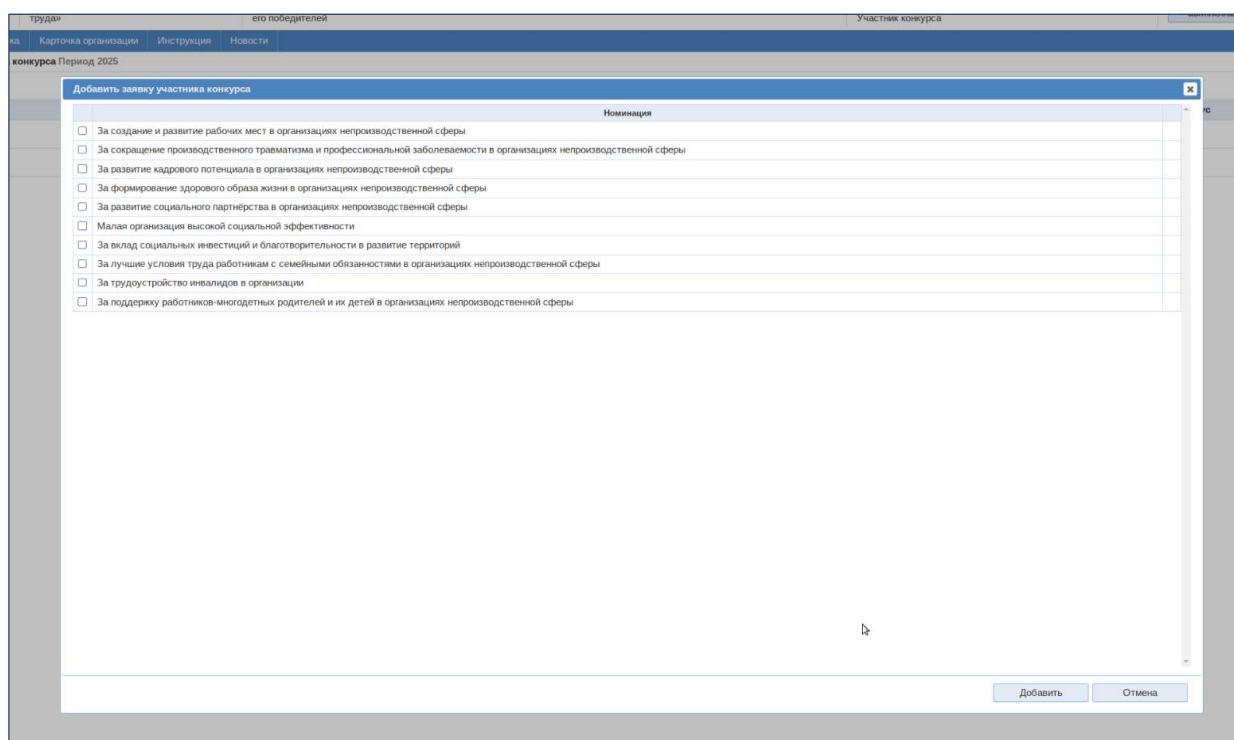 труда»
его победителей
Участник конкурса
Карточка организации Инструкция Новости
конкурса Период 2025
Добавить заявку участника конкурса
Номинация
За создание и развитие рабочих мест в организациях непроизводственной сферы
За сокращение производственного травматизма и профессиональной заболеваемости в организациях непроизводственной сферы
За развитие кадрового потенциала в организациях непроизводственной сферы
За формирование здорового образа жизни в организациях непроизводственной сферы
За развитие социального партнёрства в организациях непроизводственной сферы
Малая организация высокой социальной эффективности
За вклад социальных инвестиций и благотворительности в развитие территорий
За лучшие условия труда работникам с семейными обязанностями в организациях непроизводственной сферы
За трудоустройство инвалидов в организации
За поддержку работников-многодетных родителей и их детей в организациях непроизводственной сферы
Добавить Отмена